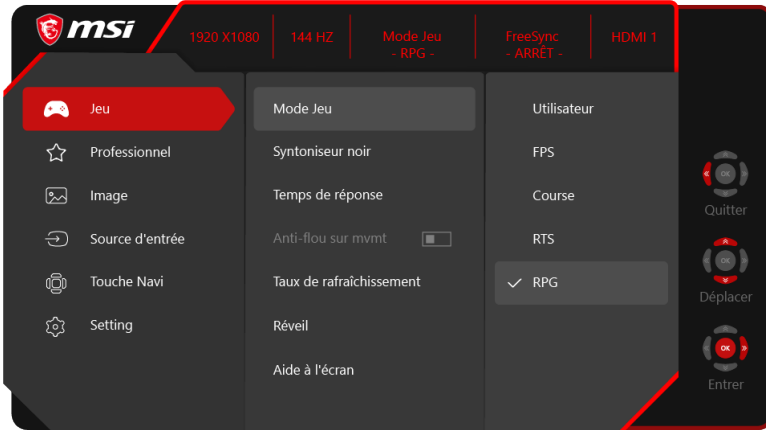 msi
1920 X1080
144 HZ
Mode Jeu
- RPG -
FreeSync
- ARRÊT -
HDMI 1
Jeu
Professionnel
Image
Source d'entrée
Touche Navi
Setting
Mode Jeu
Syntoniseur noir
Temps de réponse
Anti-flou sur mvmt
Taux de rafraîchissement
Réveil
Aide à l'écran
Utilisateur
FPS
Course
RTS
RPG
OK
Quitter
OK
Déplacer
OK
Entrer